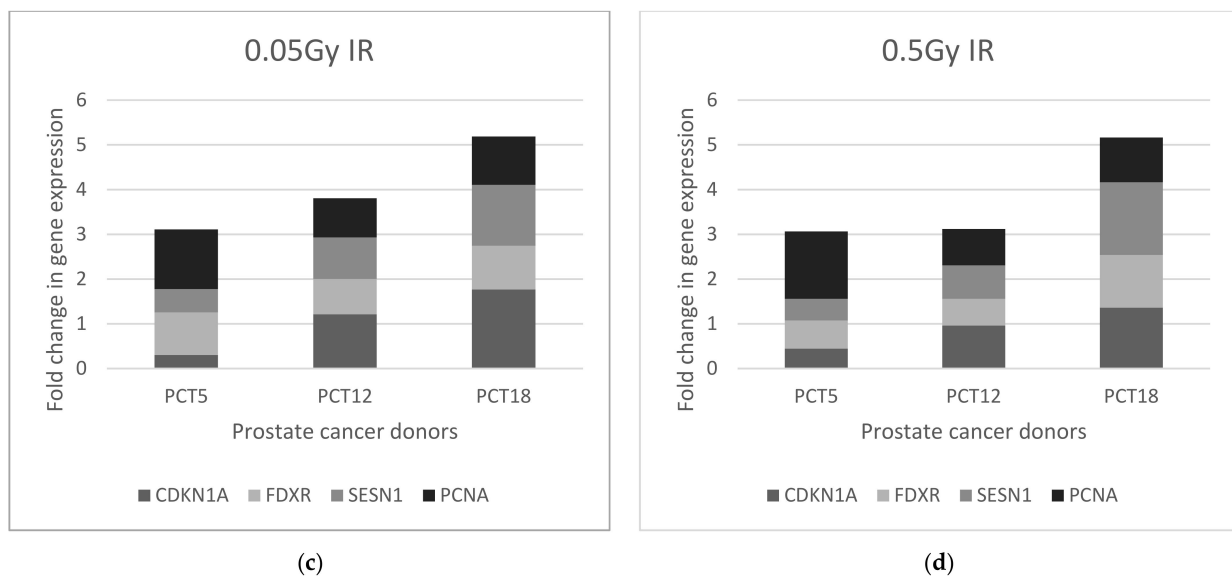 0.05Gy IR
Fold change in gene expression
6
5
4
3
2
1
0
PCT5 PCT12 PCT18
Prostate cancer donors
CDKN1A FDXR SESN1 PCNA
(c)
0.5Gy IR
Fold change in gene expression
6
5
4
3
2
1
0
PCT5 PCT12 PCT18
Prostate cancer donors
CDKN1A FDXR SESN1 PCNA
(d)